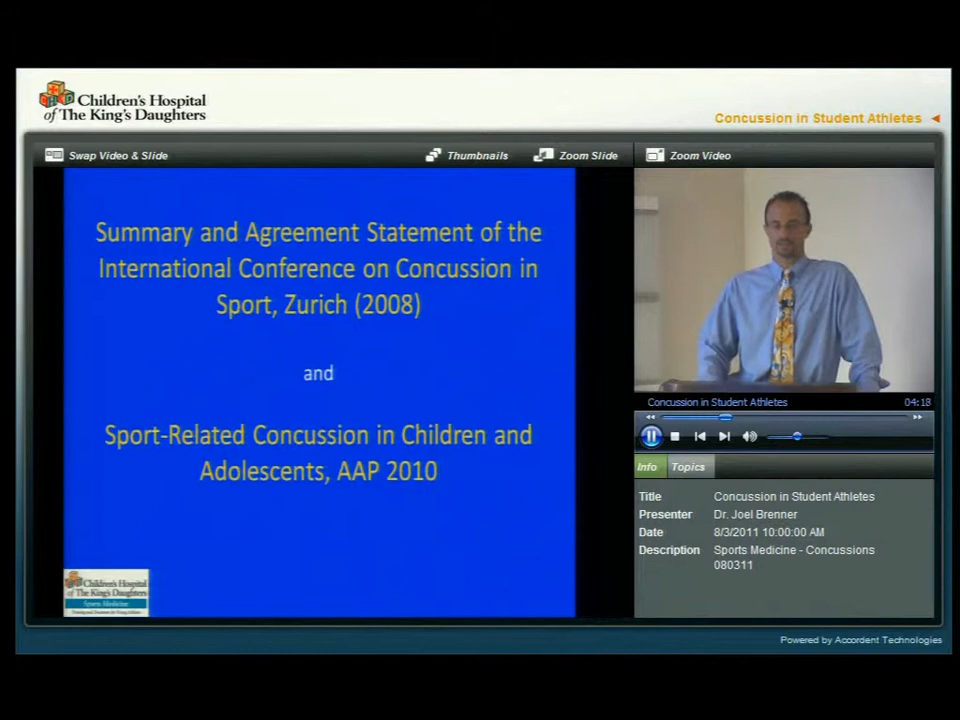 Children's Hospital
of The King's Daughters
Concussion in Student Athletes
Swap Video & Slide
Thumbnails
Zoom Slide
Zoom Video
Summary and Agreement Statement of the
International Conference on Concussion in
Sport, Zurich (2008)
and
Sport-Related Concussion in Children and
Adolescents, AAP 2010
Children's Hospital
of The King's Daughters
Sports Medicine
Concussion in Student Athletes
04:18
Info
Topics
Title Concussion in Student Athletes
Presenter Dr. Joel Brenner
Date 8/3/2011 10:00:00 AM
Description Sports Medicine - Concussions
080311
Powered by Accordent Technologies